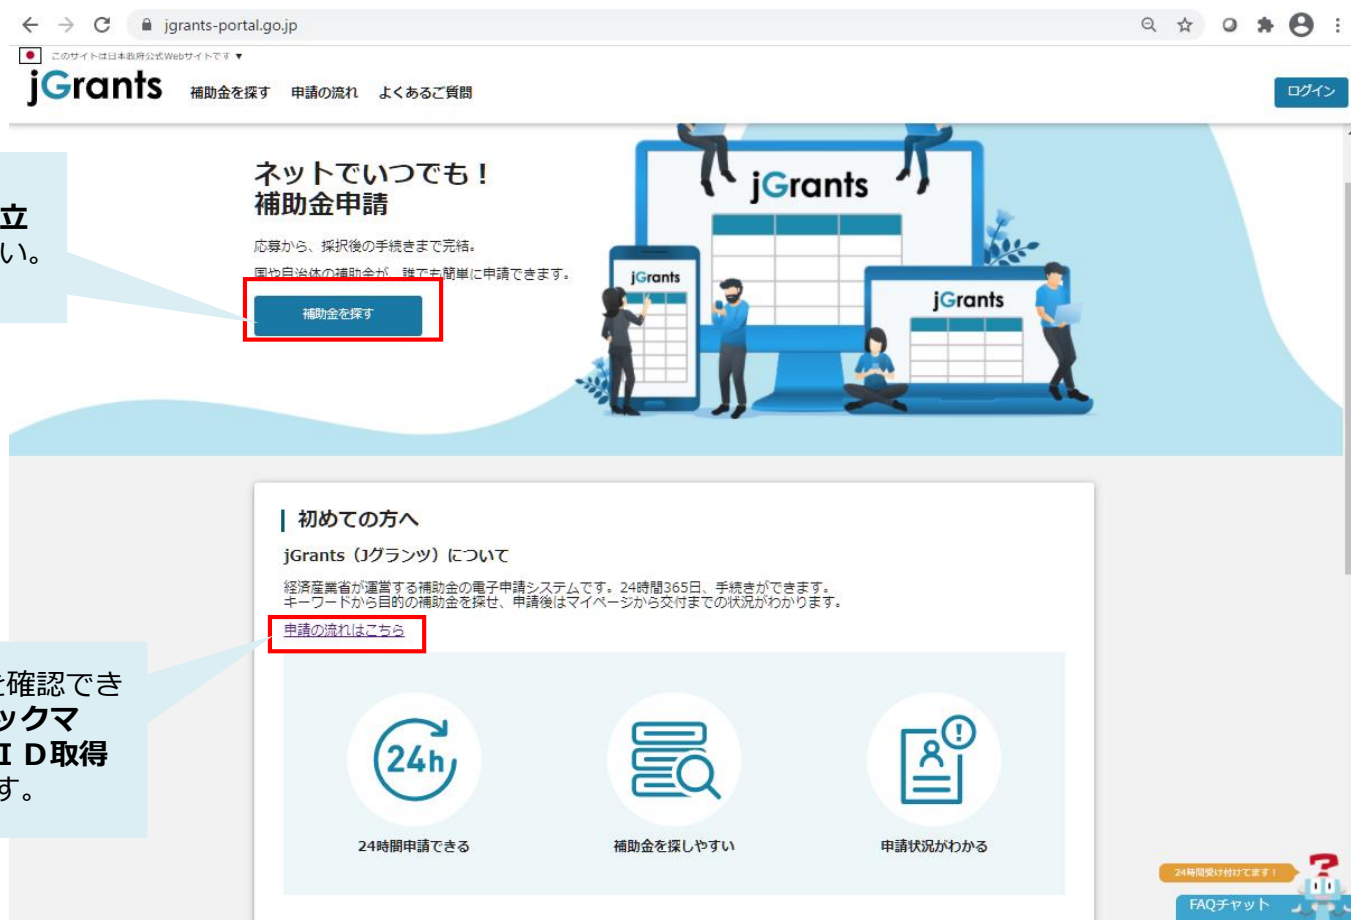 jgrants-portal.go.jp
このサイトは日本政府公式Webサイトです ▼
jGrants 補助金を探す 申請の流れ よくあるご質問 ログイン
立
い。
ネットでいつでも！
補助金申請
応募から、採択後の手続きまで完結。
国や自治体の補助金が、誰でも簡単に申請できます。
補助金を探す
jGrants
jGrants
jGrants
初めての方へ
jGrants（Jグランツ）について
経済産業省が運営する補助金の電子申請システムです。24時間365日、手続きができます。
キーワードから目的の補助金を探せ、申請後はマイページから交付までの状況がわかります。
申請の流れはこちら
を確認でき
ックマ
ＩＤ取得
す。
24h
24時間申請できる
補助金を探しやすい
申請状況がわかる
24時間受け付けてます！
FAQチャット